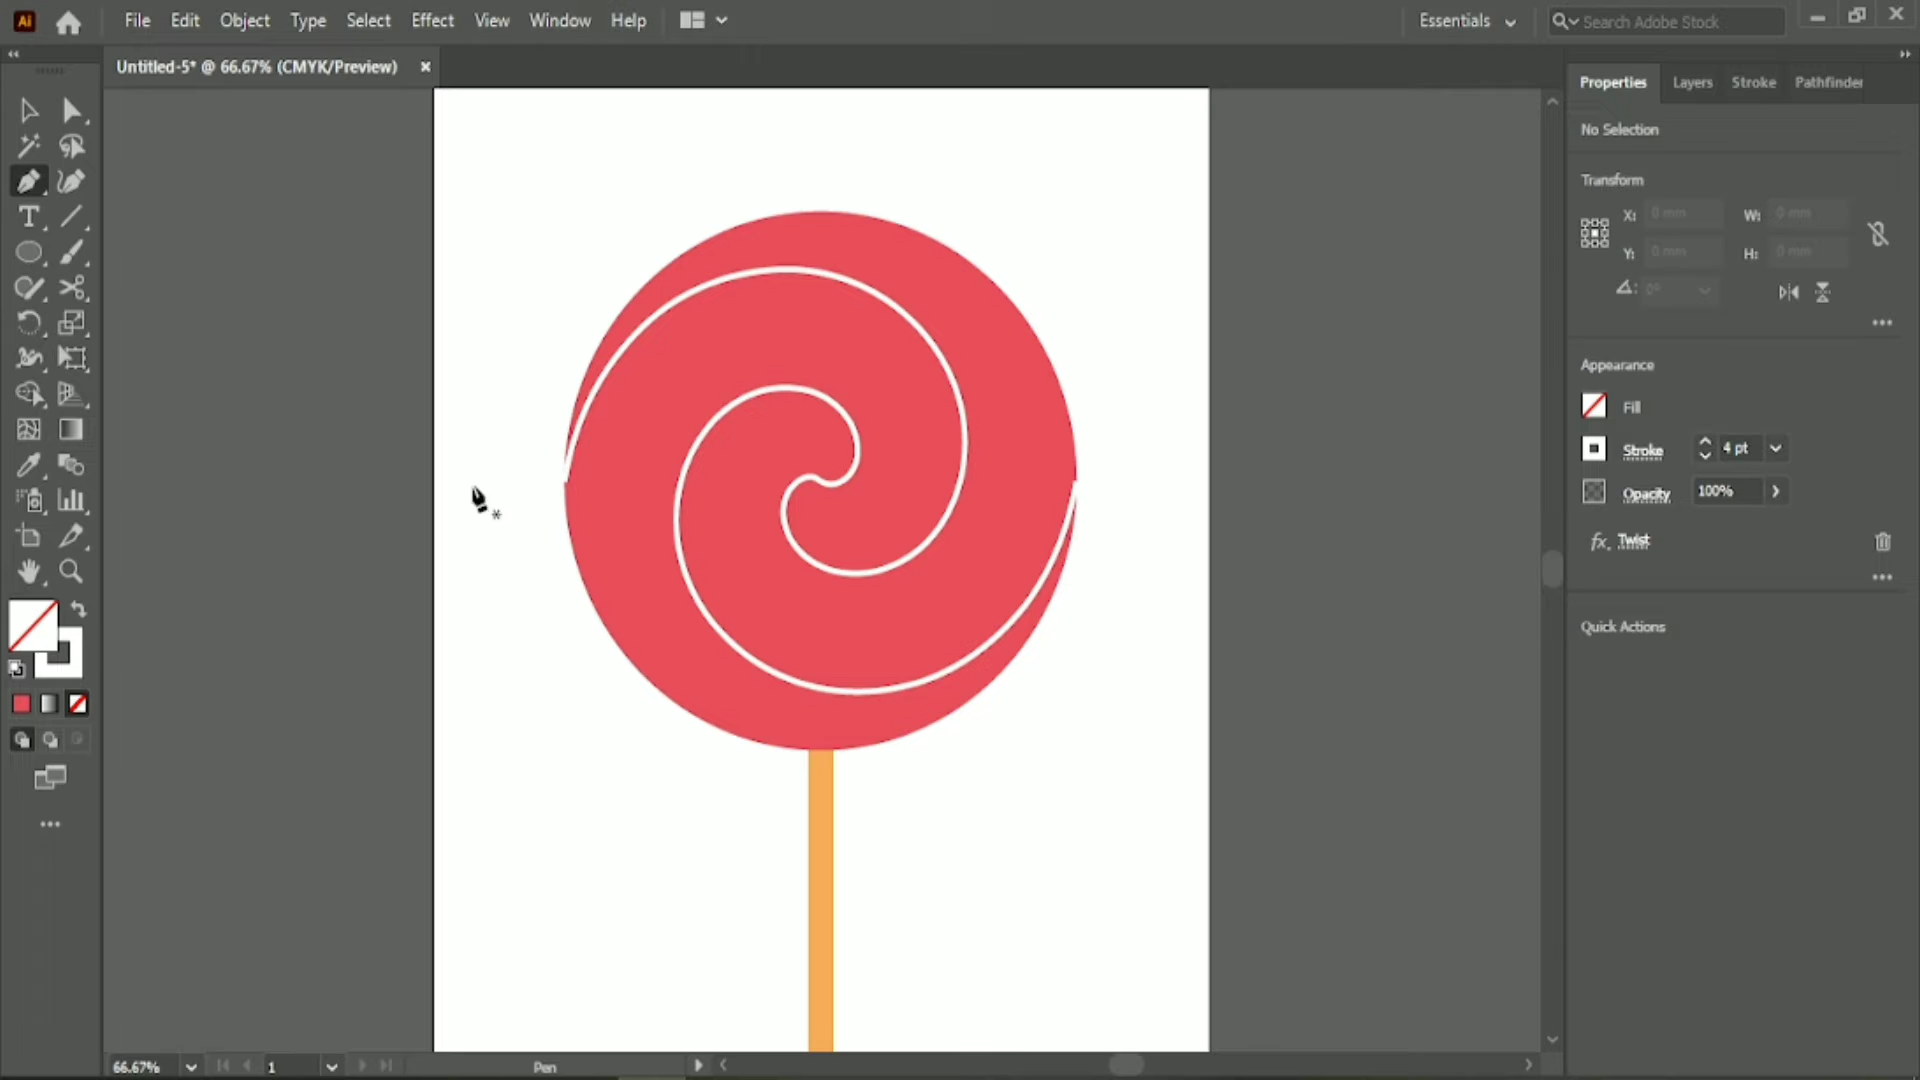 Ai File Edit Object Type Select Effect View Window Help Essentials Search Adobe Stock
Untitled-5* @ 66.67% (CMYK/Preview)
Properties Layers Stroke Pathfinder
No Selection
Transform
X: 0 mm W: 0 mm
Y: 0 mm H: 0 mm
0°
Appearance
Fill
Stroke 4 pt
Opacity 100%
fx. Twist
Quick Actions
66.67% 1 Pen